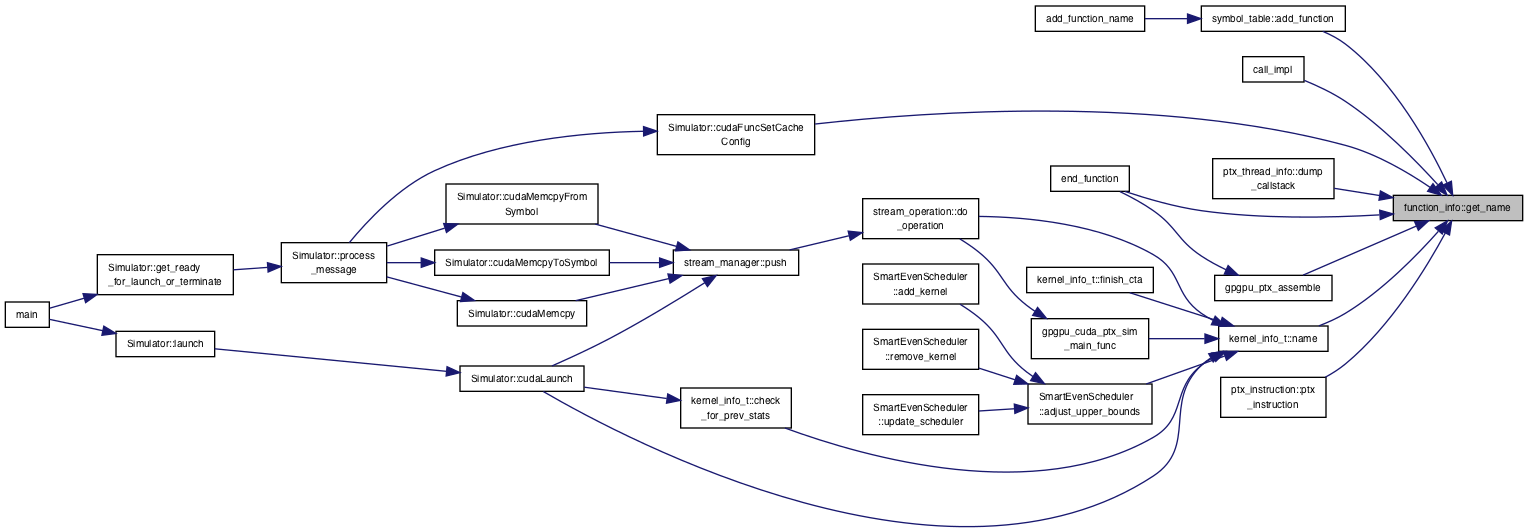 main
Simulator::get_ready
_for_launch_or_terminate
Simulator::launch
Simulator::process
_message
Simulator::cudaMemcpyFrom
Symbol
Simulator::cudaMemcpyToSymbol
Simulator::cudaMemcpy
Simulator::cudaLaunch
Simulator::cudaFuncSetCache
Config
stream_manager::push
kernel_info_t::check
_for_prev_stats
stream_operation::do
_operation
SmartEvenScheduler
::add_kernel
SmartEvenScheduler
::remove_kernel
SmartEvenScheduler
::update_scheduler
add_function_name
end_function
kernel_info_t::finish_cta
gpgpu_cuda_ptx_sim
_main_func
SmartEvenScheduler
::adjust_upper_bounds
symbol_table::add_function
call_impl
ptx_thread_info::dump
_callstack
gpgpu_ptx_assemble
kernel_info_t::name
ptx_instruction::ptx
_instruction
function_info::get_name